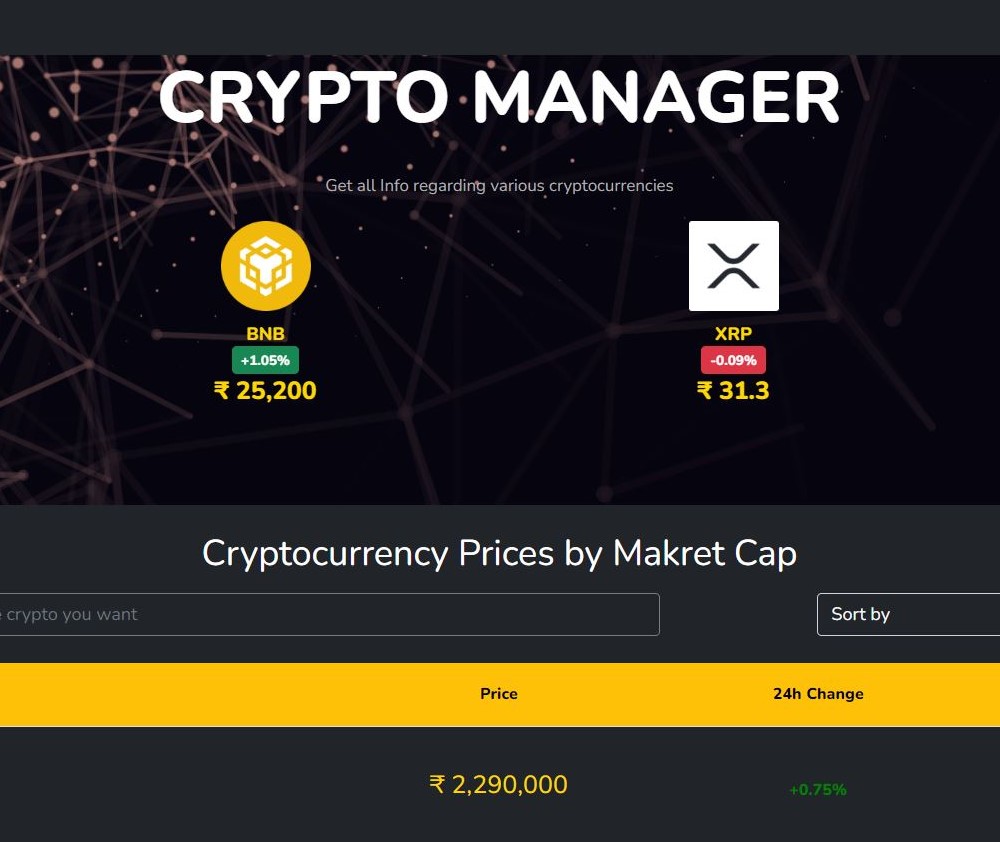 CRYPTO MANAGER
Get all Info regarding various cryptocurrencies
BNB XRP
+1.05% -0.09%
₹ 25,200 ₹ 31.3
Cryptocurrency Prices by Makret Cap
crypto you want Sort by
Price 24h Change
₹ 2,290,000 +0.75%